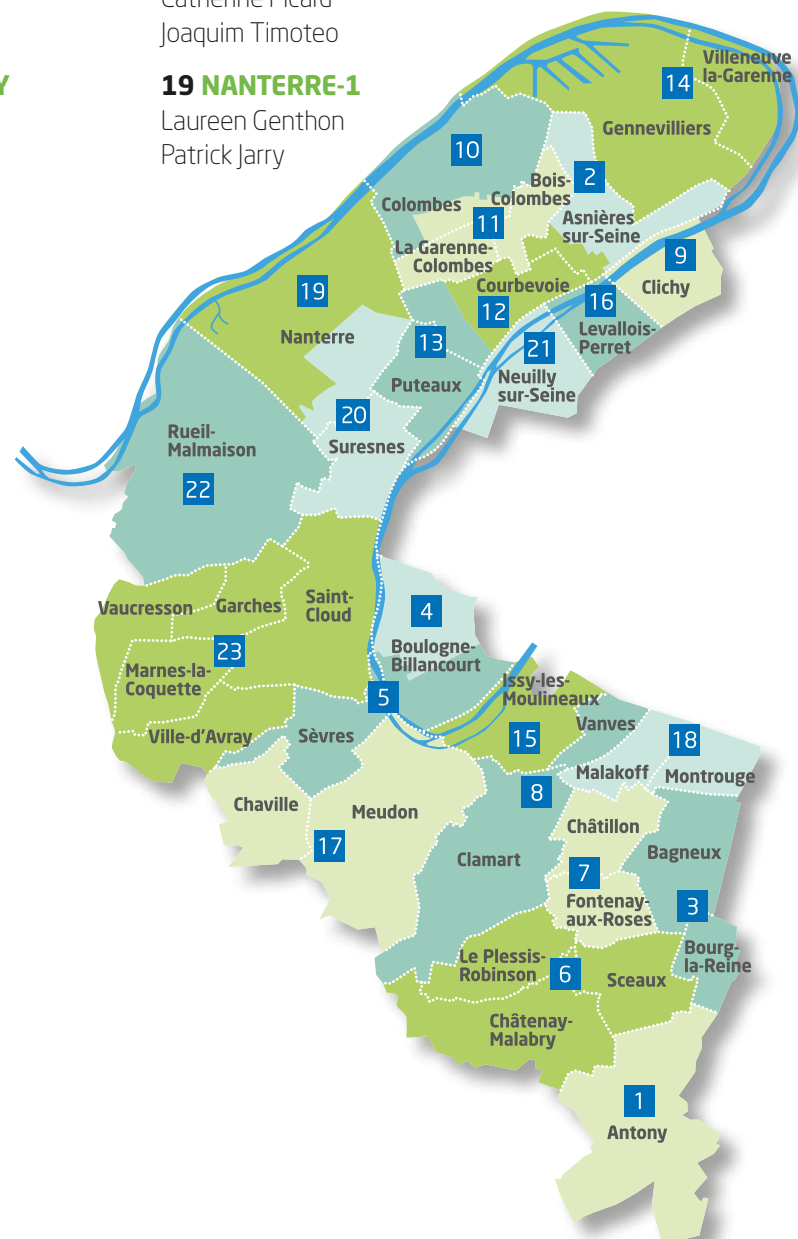 Catherine Picard
Joaquim Timoteo
Y
19 NANTERRE-1
Laureen Genthon
Patrick Jarry
Villeneuve
la-Garenne
14
Gennevilliers
10
Bois-
Colombes
2
Colombes
11
Asnières
sur-Seine
La Garenne-
Colombes
9
Clichy
19
Courbevoie
12
16
Levallois-
Perret
Nanterre
13
21
Puteaux
Neuilly
sur-Seine
20
Suresnes
Rueil-
Malmaison
22
Vaucresson
Garches
Saint-
Cloud
4
Boulogne-
Billancourt
23
Marnes-la-
Coquette
5
Issy-les-
Moulineaux
Ville-d'Avray
Sèvres
15
Vanves
18
Malakoff
Montrouge
8
Chaville
Meudon
17
Châtillon
Clamart
Bagneux
7
Fontenay-
aux-Roses
3
Bourg-
la-Reine
Le Plessis-
Robinson
6
Sceaux
Châtenay-
Malabry
1
Antony